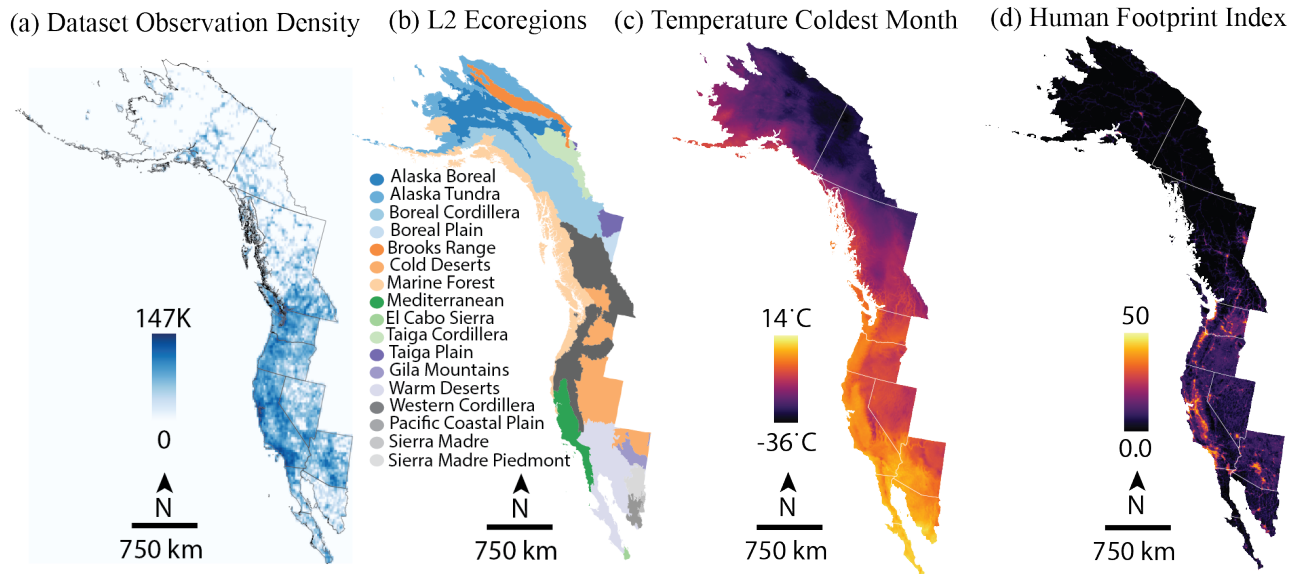 (a) Dataset Observation Density
(b) L2 Ecoregions
(c) Temperature Coldest Month
(d) Human Footprint Index
147K
0
N
750 km
Alaska Boreal
Alaska Tundra
Boreal Cordillera
Boreal Plain
Brooks Range
Cold Deserts
Marine Forest
Mediterranean
El Cabo Sierra
Taiga Cordillera
Taiga Plain
Gila Mountains
Warm Deserts
Western Cordillera
Pacific Coastal Plain
Sierra Madre
Sierra Madre Piedmont
N
750 km
14°C
-36°C
N
750 km
50
0.0
N
750 km